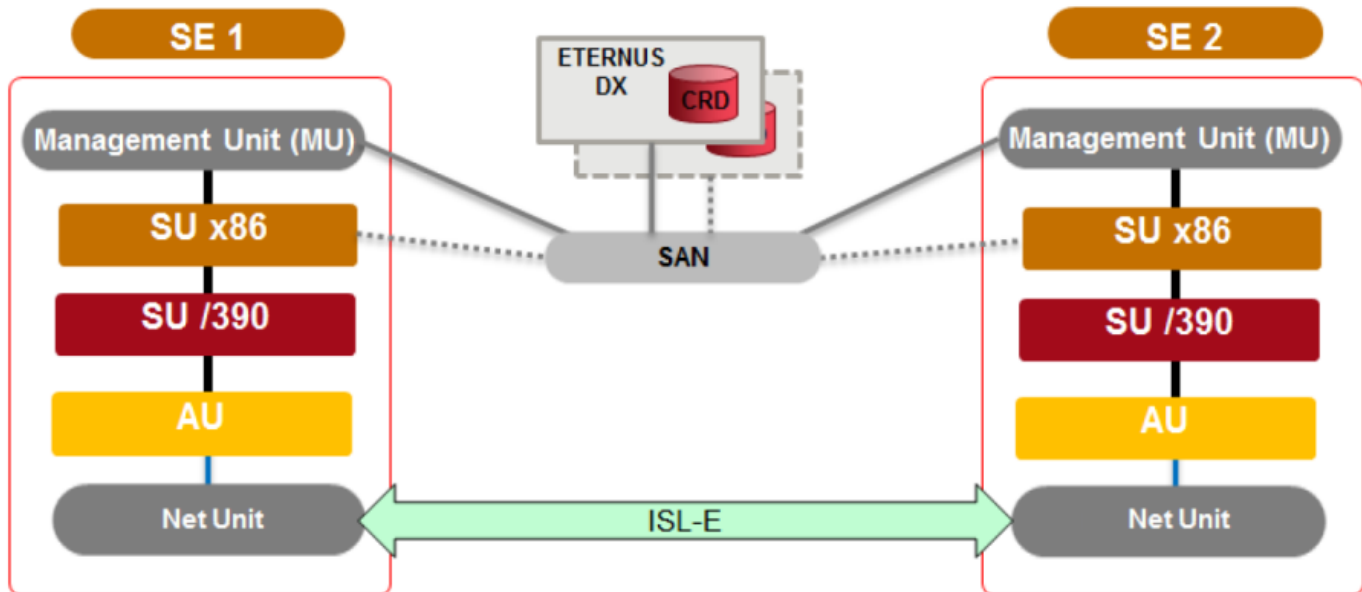 SE 1
SE 2
ETERNUS
DX
CRD
Management Unit (MU)
Management Unit (MU)
SU x86
SU x86
SAN
SU /390
SU /390
AU
AU
Net Unit
ISL-E
Net Unit